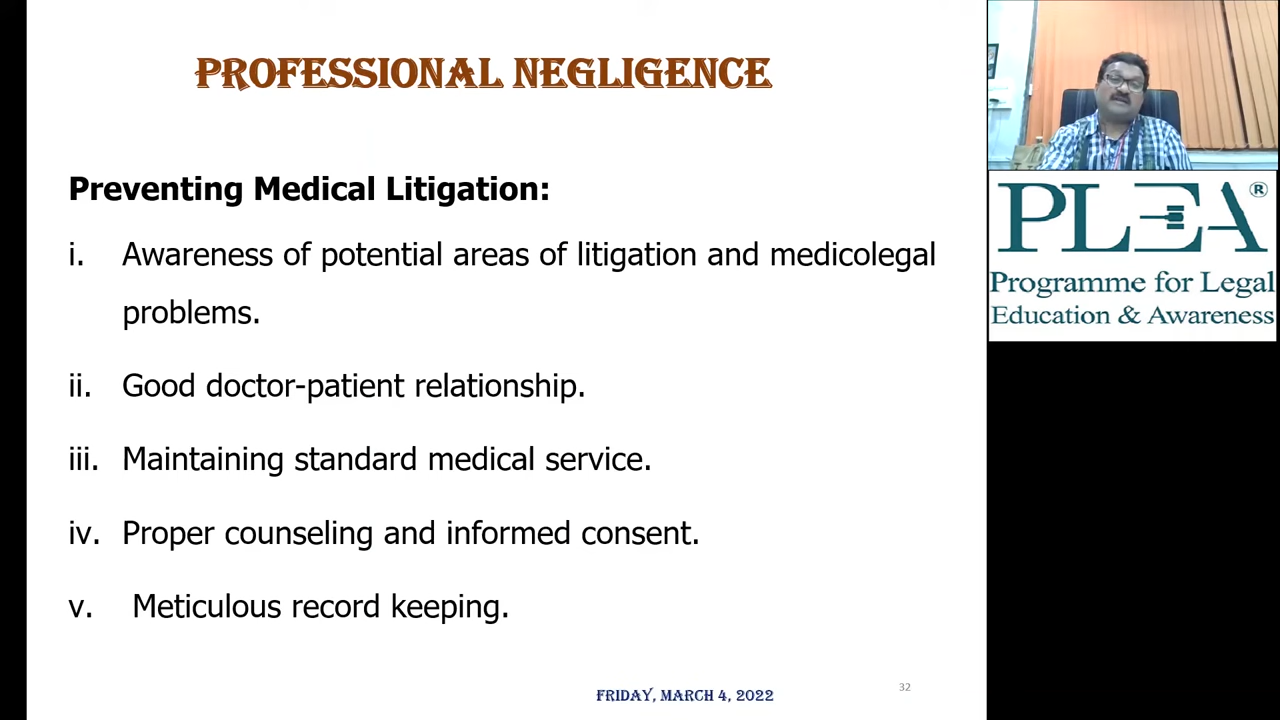 PROFESSIONAL NEGLIGENCE
Preventing Medical Litigation:
i. Awareness of potential areas of litigation and medicolegal
problems.
ii. Good doctor-patient relationship.
iii. Maintaining standard medical service.
iv. Proper counseling and informed consent.
v. Meticulous record keeping.
FRIDAY, MARCH 4, 2022
32
PLEA®
Programme for Legal
Education & Awareness